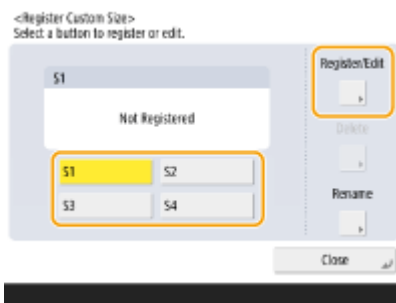 <Register Custom Size>
Select a button to register or edit.
S1
Not Registered
S1
S2
S3
S4
Register/Edit
Delete
Rename
Close